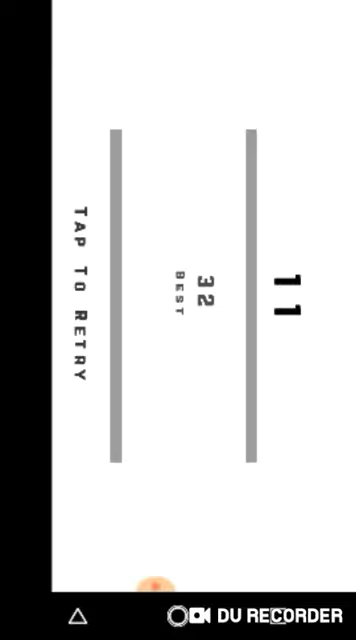 11
32
BEST
TAP TO RETRY
DU RECORDER